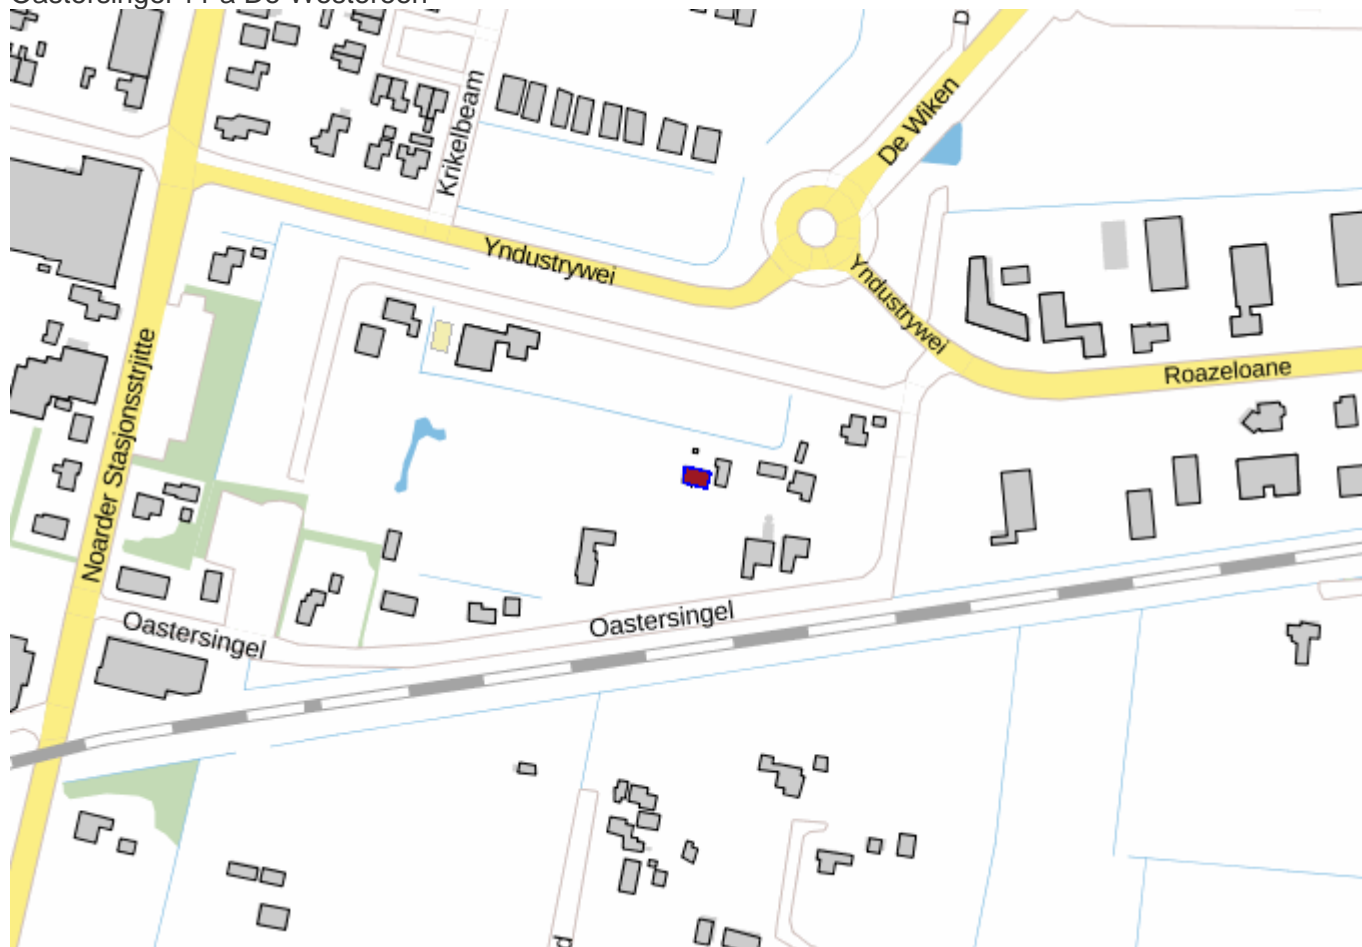 De Wiken
Krikelbeam
Yndustrywei
Yndustrywei
Roazeloane
Noarder Stasjonsstrjitte
Oastersingel
Oastersingel